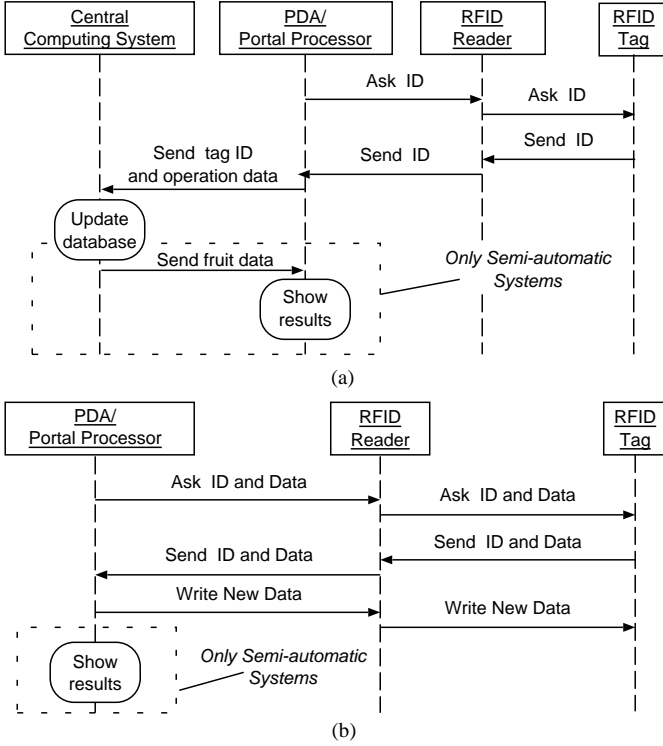 Central
Computing System
PDA/
Portal Processor
RFID
Reader
RFID
Tag
Ask ID
Ask ID
Send ID
Send ID
Send tag ID
and operation data
Update
database
Send fruit data
Only Semi-automatic
Systems
Show
results
(a)
PDA/
Portal Processor
RFID
Reader
RFID
Tag
Ask ID and Data
Ask ID and Data
Send ID and Data
Send ID and Data
Write New Data
Write New Data
Show
results
Only Semi-automatic
Systems
(b)